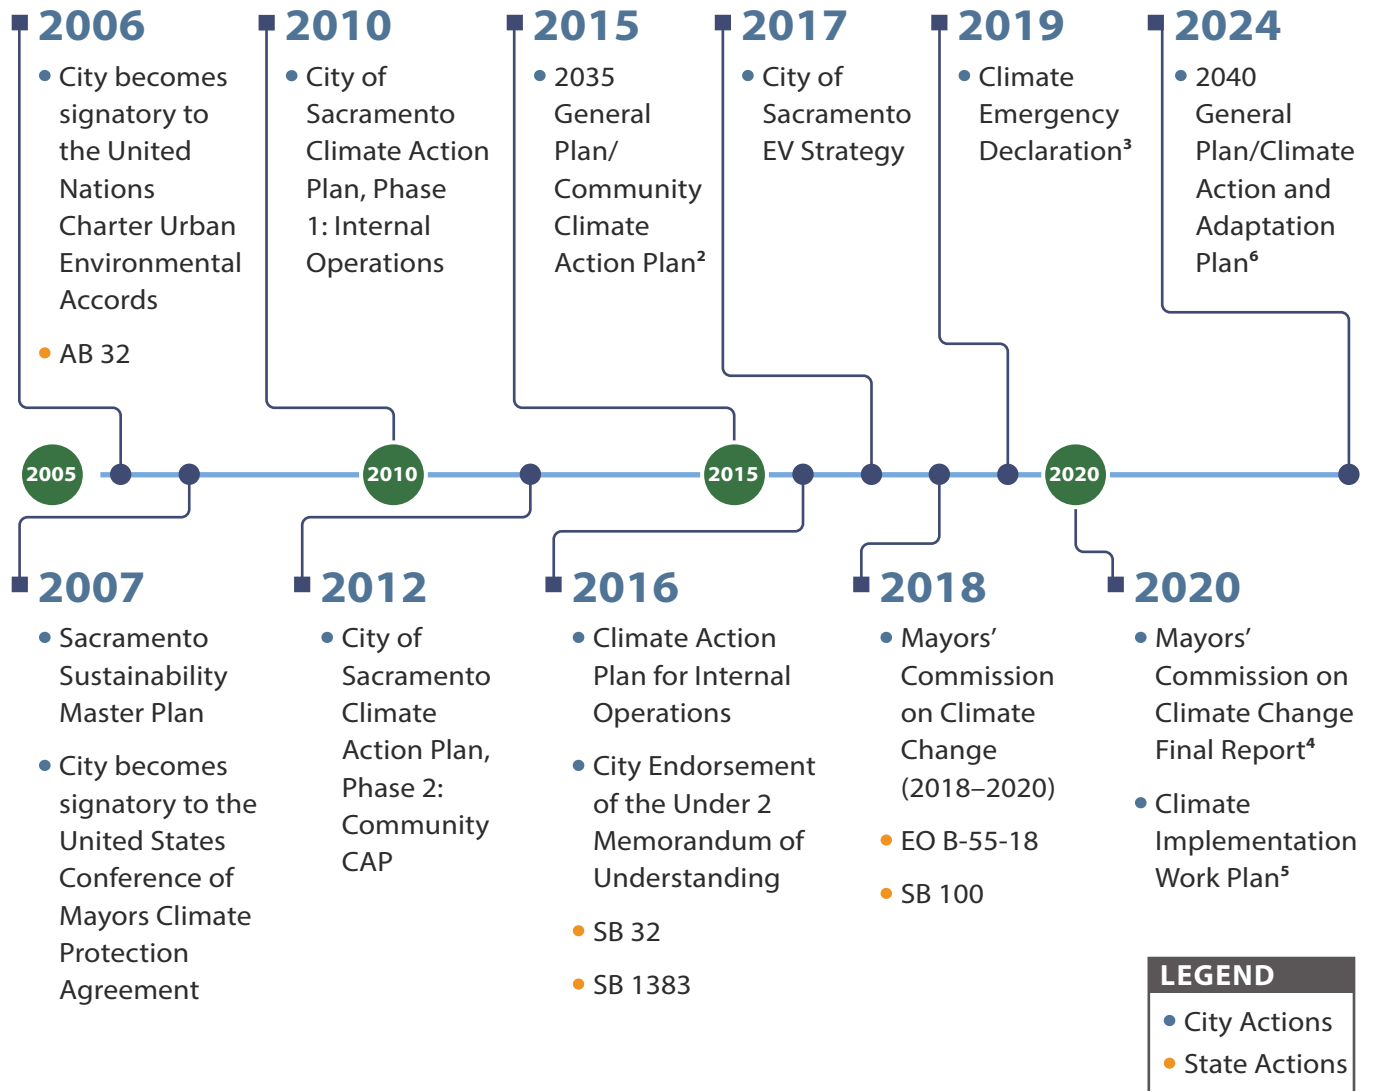 2006
City becomes
signatory to
the United
Nations
Charter Urban
Environmental
Accords
AB 32
2010
City of
Sacramento
Climate Action
Plan, Phase
1: Internal
Operations
2015
2035
General
Plan/
Community
Climate
Action Plan²
2017
City of
Sacramento
EV Strategy
2019
Climate
Emergency
Declaration³
2024
2040
General
Plan/Climate
Action and
Adaptation
Plan⁶
2005
2010
2015
2020
2007
Sacramento
Sustainability
Master Plan
City becomes
signatory to the
United States
Conference of
Mayors Climate
Protection
Agreement
2012
City of
Sacramento
Climate
Action Plan,
Phase 2:
Community
CAP
2016
Climate Action
Plan for Internal
Operations
City Endorsement
of the Under 2
Memorandum of
Understanding
SB 32
SB 1383
2018
Mayors’
Commission
on Climate
Change
(2018–2020)
EO B-55-18
SB 100
2020
Mayors’
Commission on
Climate Change
Final Report⁴
Climate
Implementation
Work Plan⁵
LEGEND
City Actions
State Actions